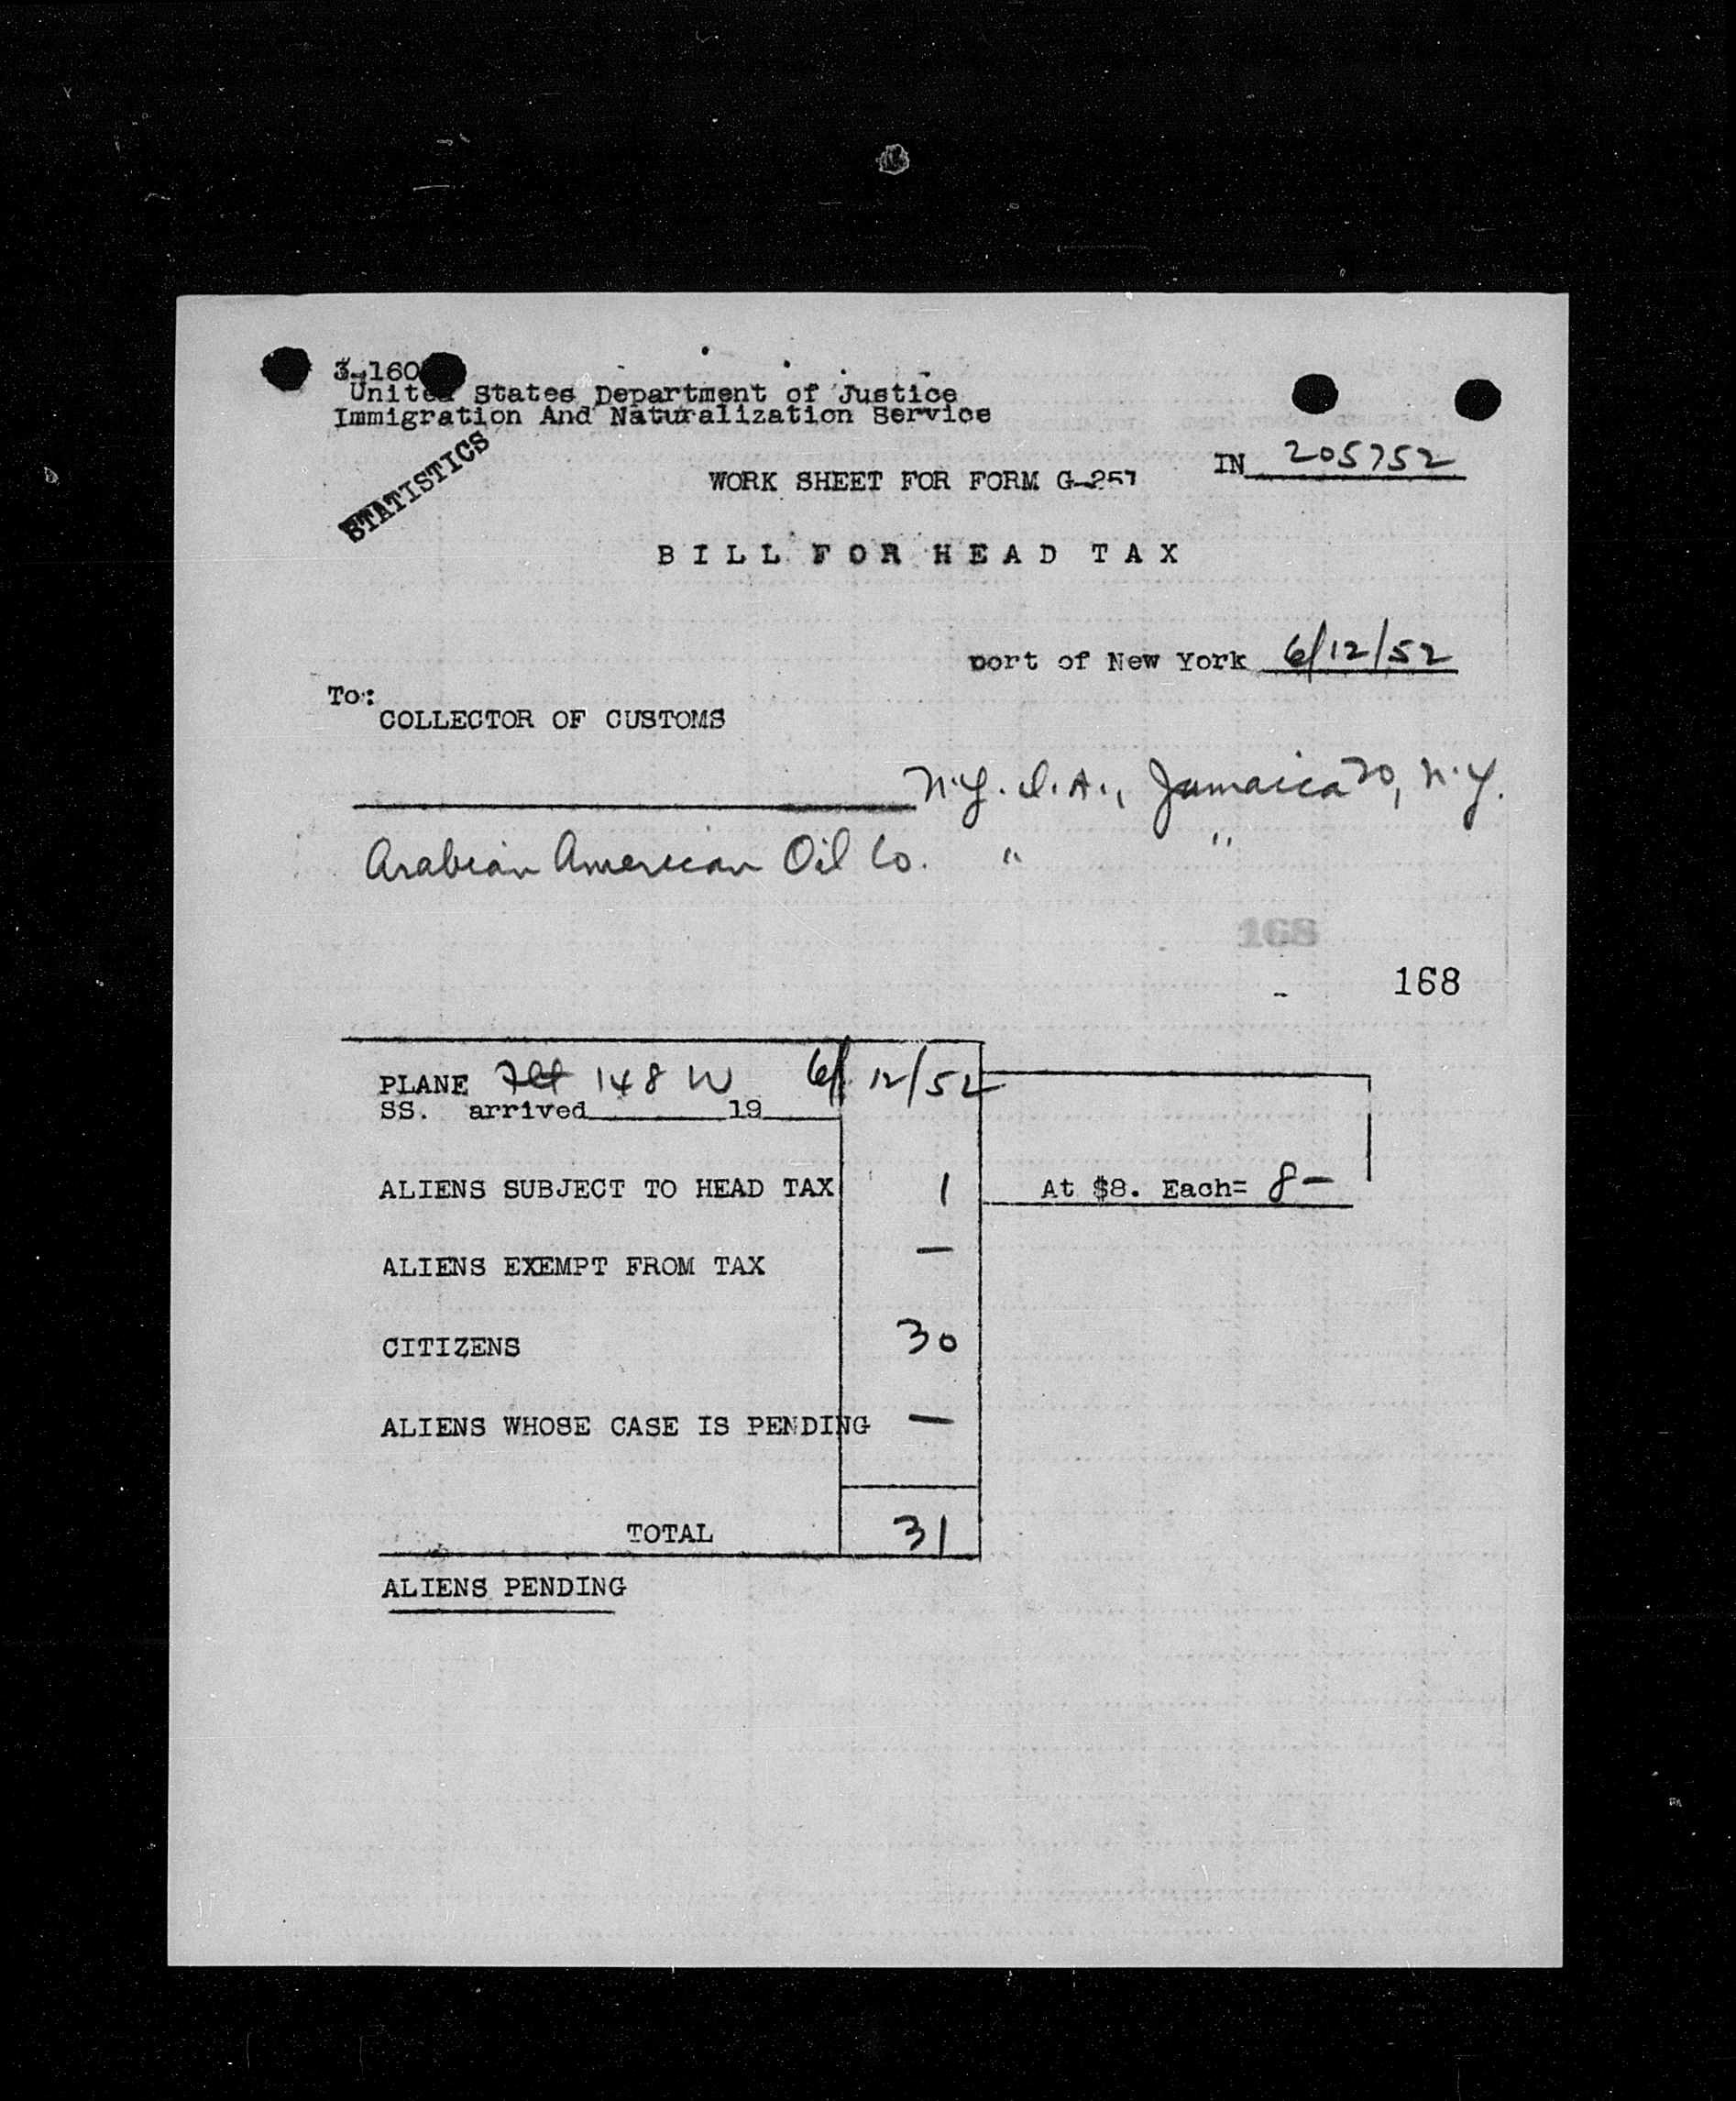 3-160
United States Department of Justice
Immigration And Naturalization Service
STATISTICS
IN 205752
WORK SHEET FOR FORM G-257
BILL FOR HEAD TAX
port of New York 6/12/52
To:
COLLECTOR OF CUSTOMS
N.Y. I.A., Jamaica 30, N.Y.
Arabian American Oil Co. " "
168
168
PLANE Flt 148 W 6/12/52
SS. arrived 19
ALIENS SUBJECT TO HEAD TAX 1 At $8. Each= 8-
ALIENS EXEMPT FROM TAX —
CITIZENS 30
ALIENS WHOSE CASE IS PENDING —
TOTAL 31
ALIENS PENDING